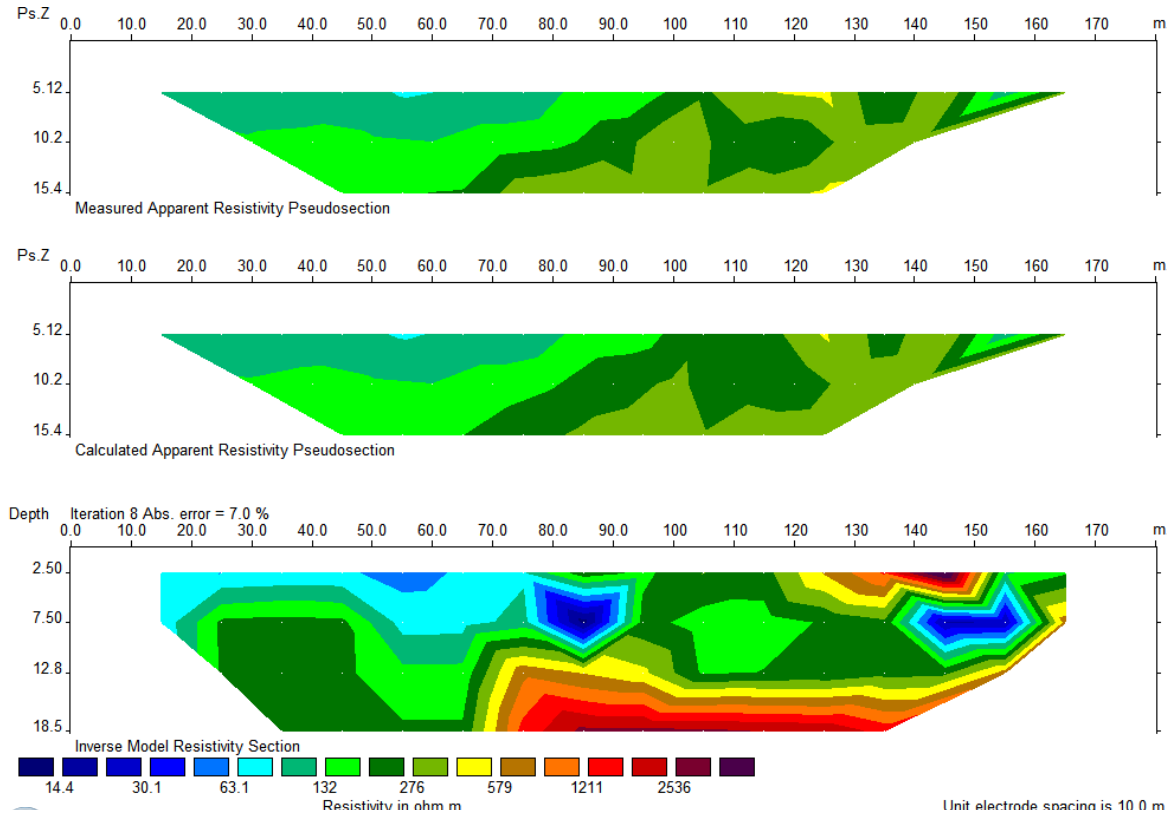 Ps.Z
0.0 10.0 20.0 30.0 40.0 50.0 60.0 70.0 80.0 90.0 100 110 120 130 140 150 160 170 m
5.12
10.2
15.4
Measured Apparent Resistivity Pseudosection
Ps.Z
0.0 10.0 20.0 30.0 40.0 50.0 60.0 70.0 80.0 90.0 100 110 120 130 140 150 160 170 m
5.12
10.2
15.4
Calculated Apparent Resistivity Pseudosection
Depth Iteration 8 Abs. error = 7.0 %
0.0 10.0 20.0 30.0 40.0 50.0 60.0 70.0 80.0 90.0 100 110 120 130 140 150 160 170 m
2.50
7.50
12.8
18.5
Inverse Model Resistivity Section
14.4 30.1 63.1 132 276 579 1211 2536
Resistivity in ohm.m Unit electrode spacing is 10.0 m.